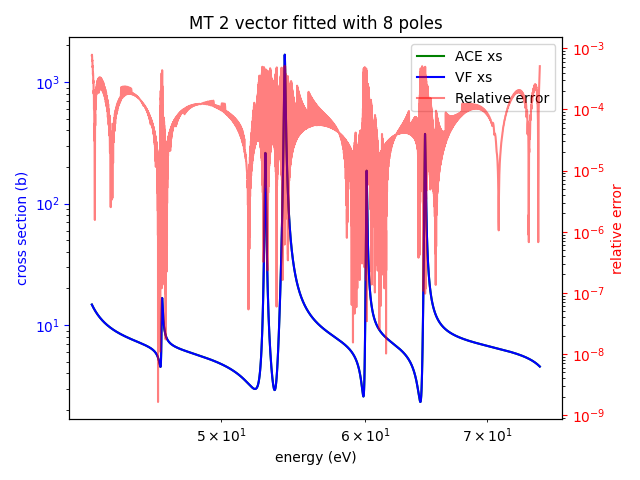 MT 2 vector fitted with 8 poles
ACE xs
VF xs
Relative error
10³
10²
10¹
cross section (b)
10⁻³
10⁻⁴
10⁻⁵
10⁻⁶
10⁻⁷
10⁻⁸
10⁻⁹
relative error
5 × 10¹
6 × 10¹
7 × 10¹
energy (eV)